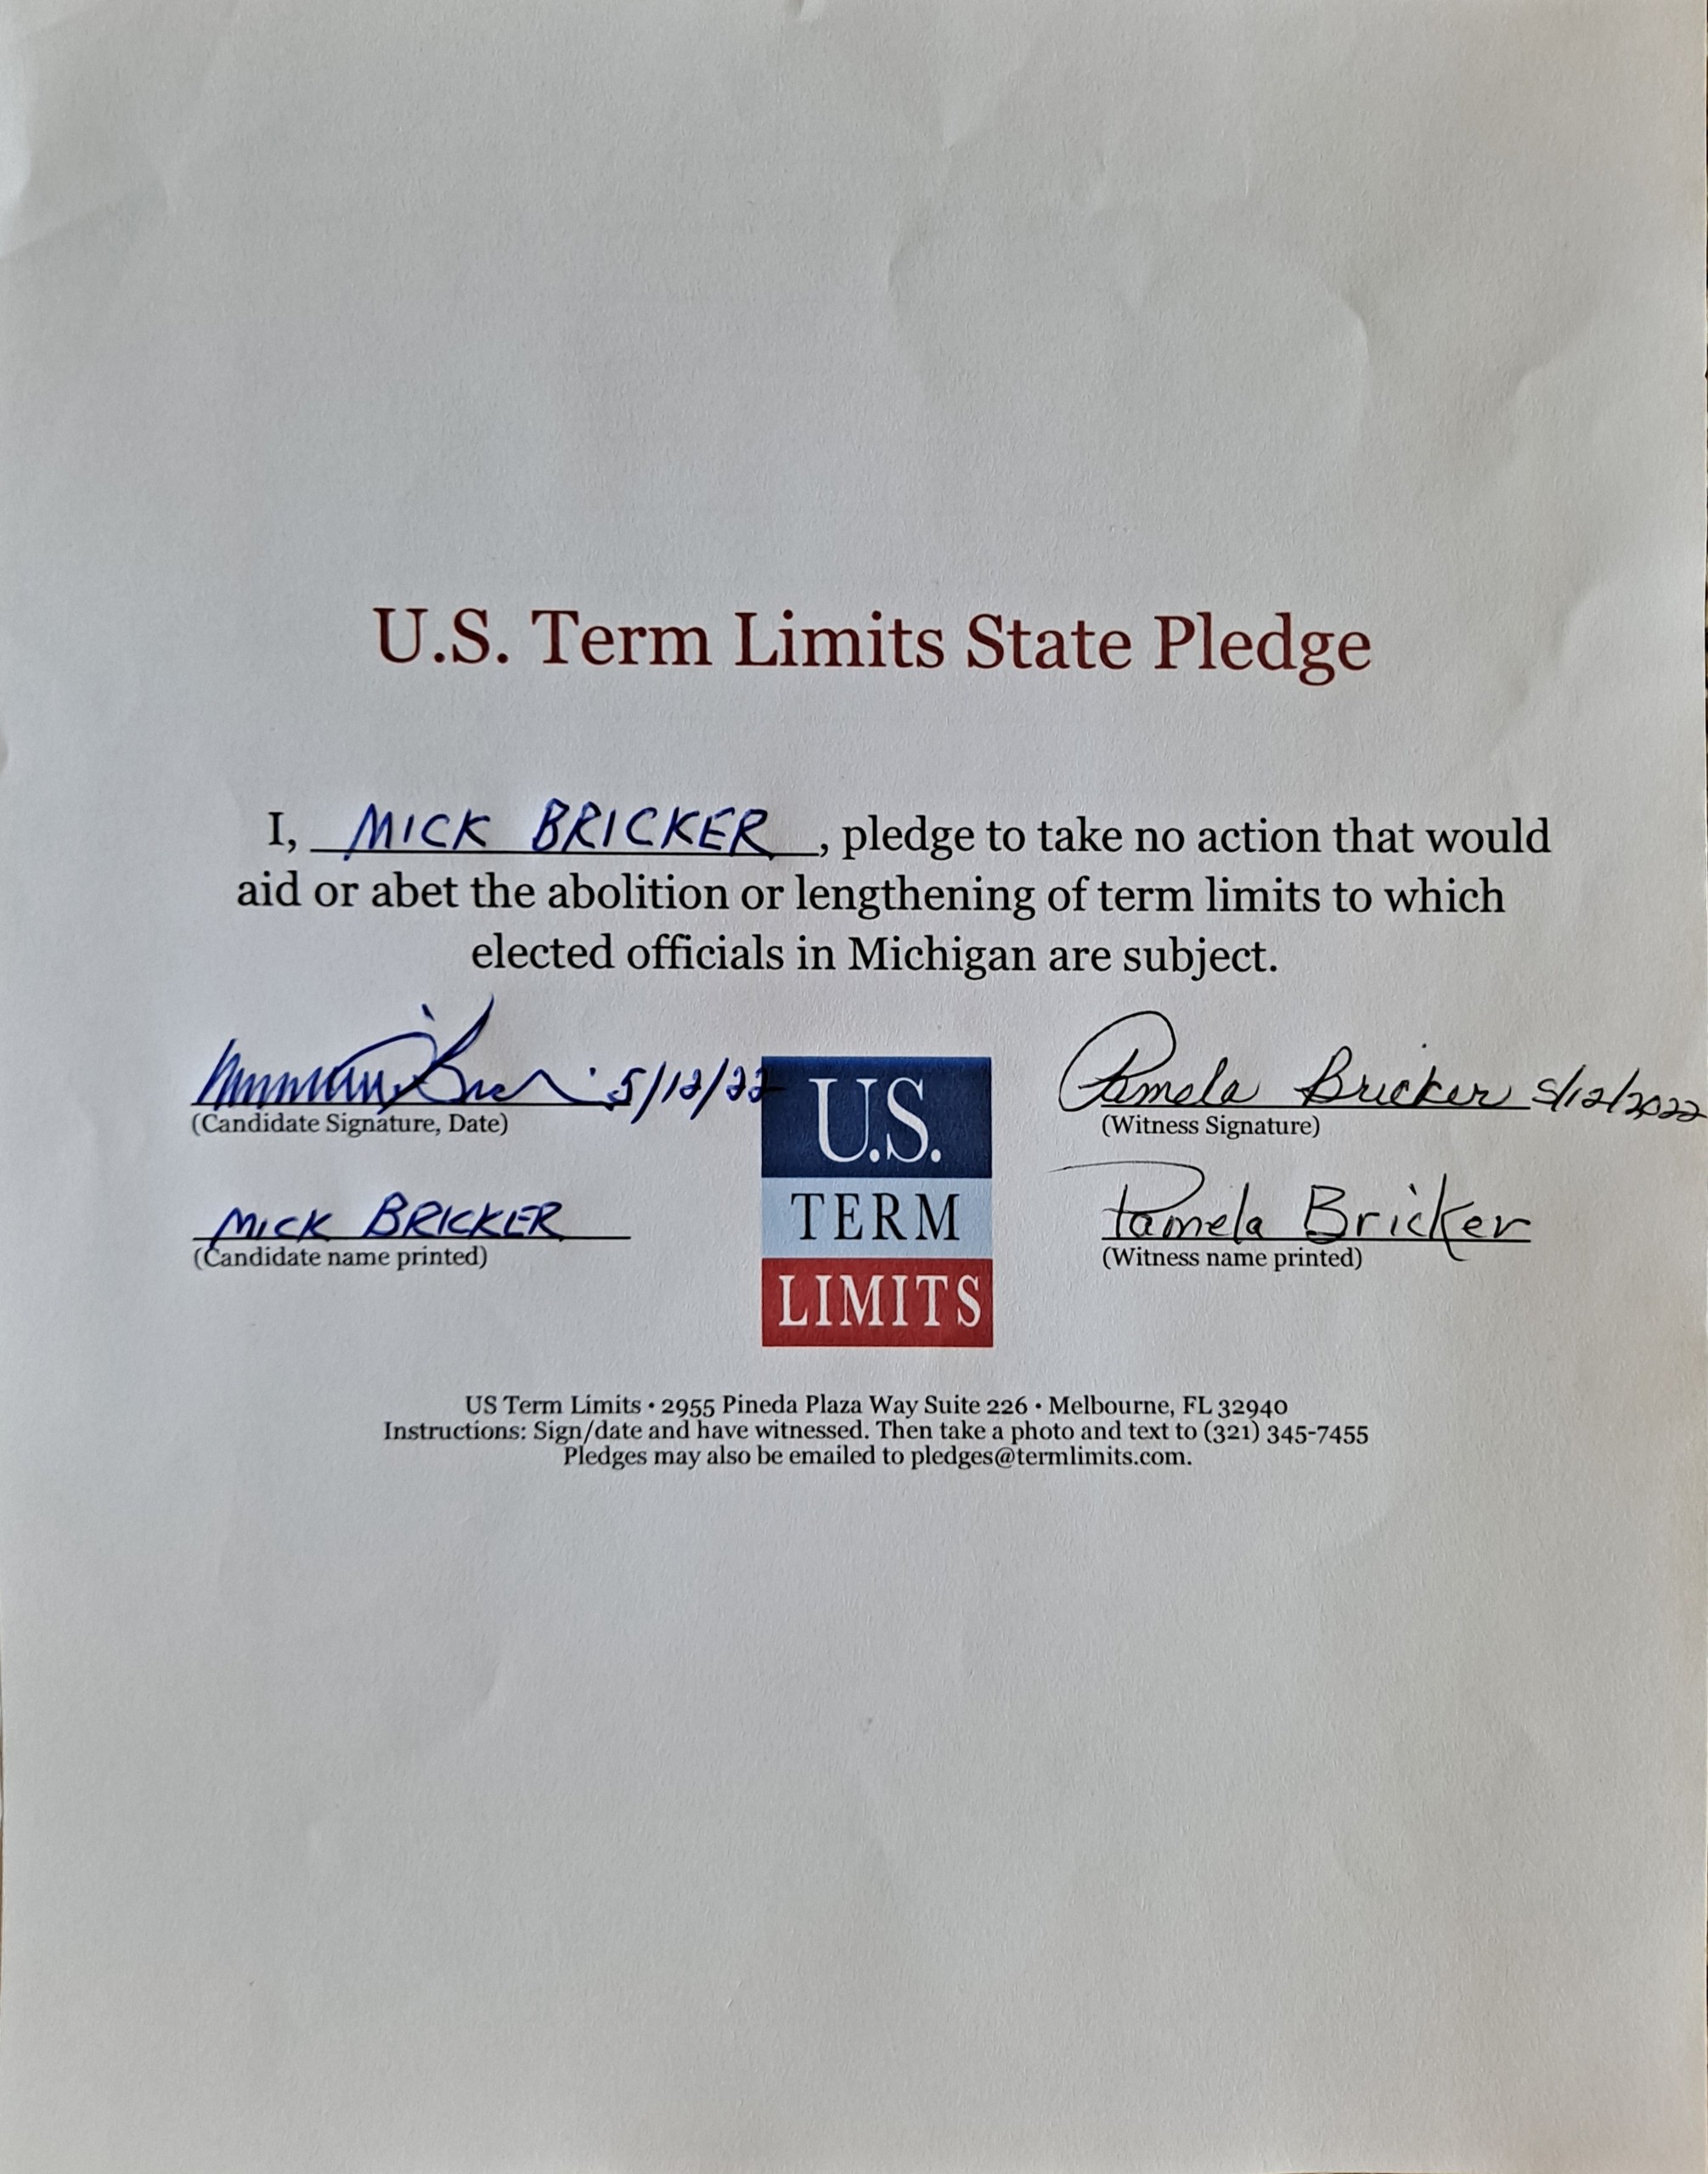 U.S. Term Limits State Pledge
I, MICK BRICKER, pledge to take no action that would
aid or abet the abolition or lengthening of term limits to which
elected officials in Michigan are subject.
5/12/22
(Candidate Signature, Date)
MICK BRICKER
(Candidate name printed)
U.S.
TERM
LIMITS
Pamela Bricker 5/12/2022
(Witness Signature)
Pamela Bricker
(Witness name printed)
US Term Limits • 2955 Pineda Plaza Way Suite 226 • Melbourne, FL 32940
Instructions: Sign/date and have witnessed. Then take a photo and text to (321) 345-7455
Pledges may also be emailed to pledges@termlimits.com.